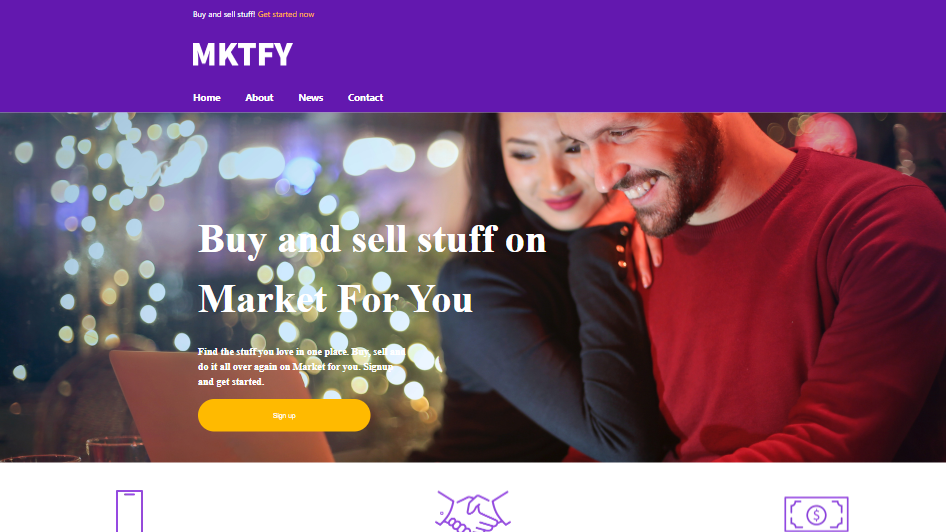 Buy and sell stuff! Get started now
MKTFY
Home About News Contact
Buy and sell stuff on
Market For You
Find the stuff you love in one place. Buy, sell and
do it all over again on Market for you. Signup
and get started.
Sign up
$